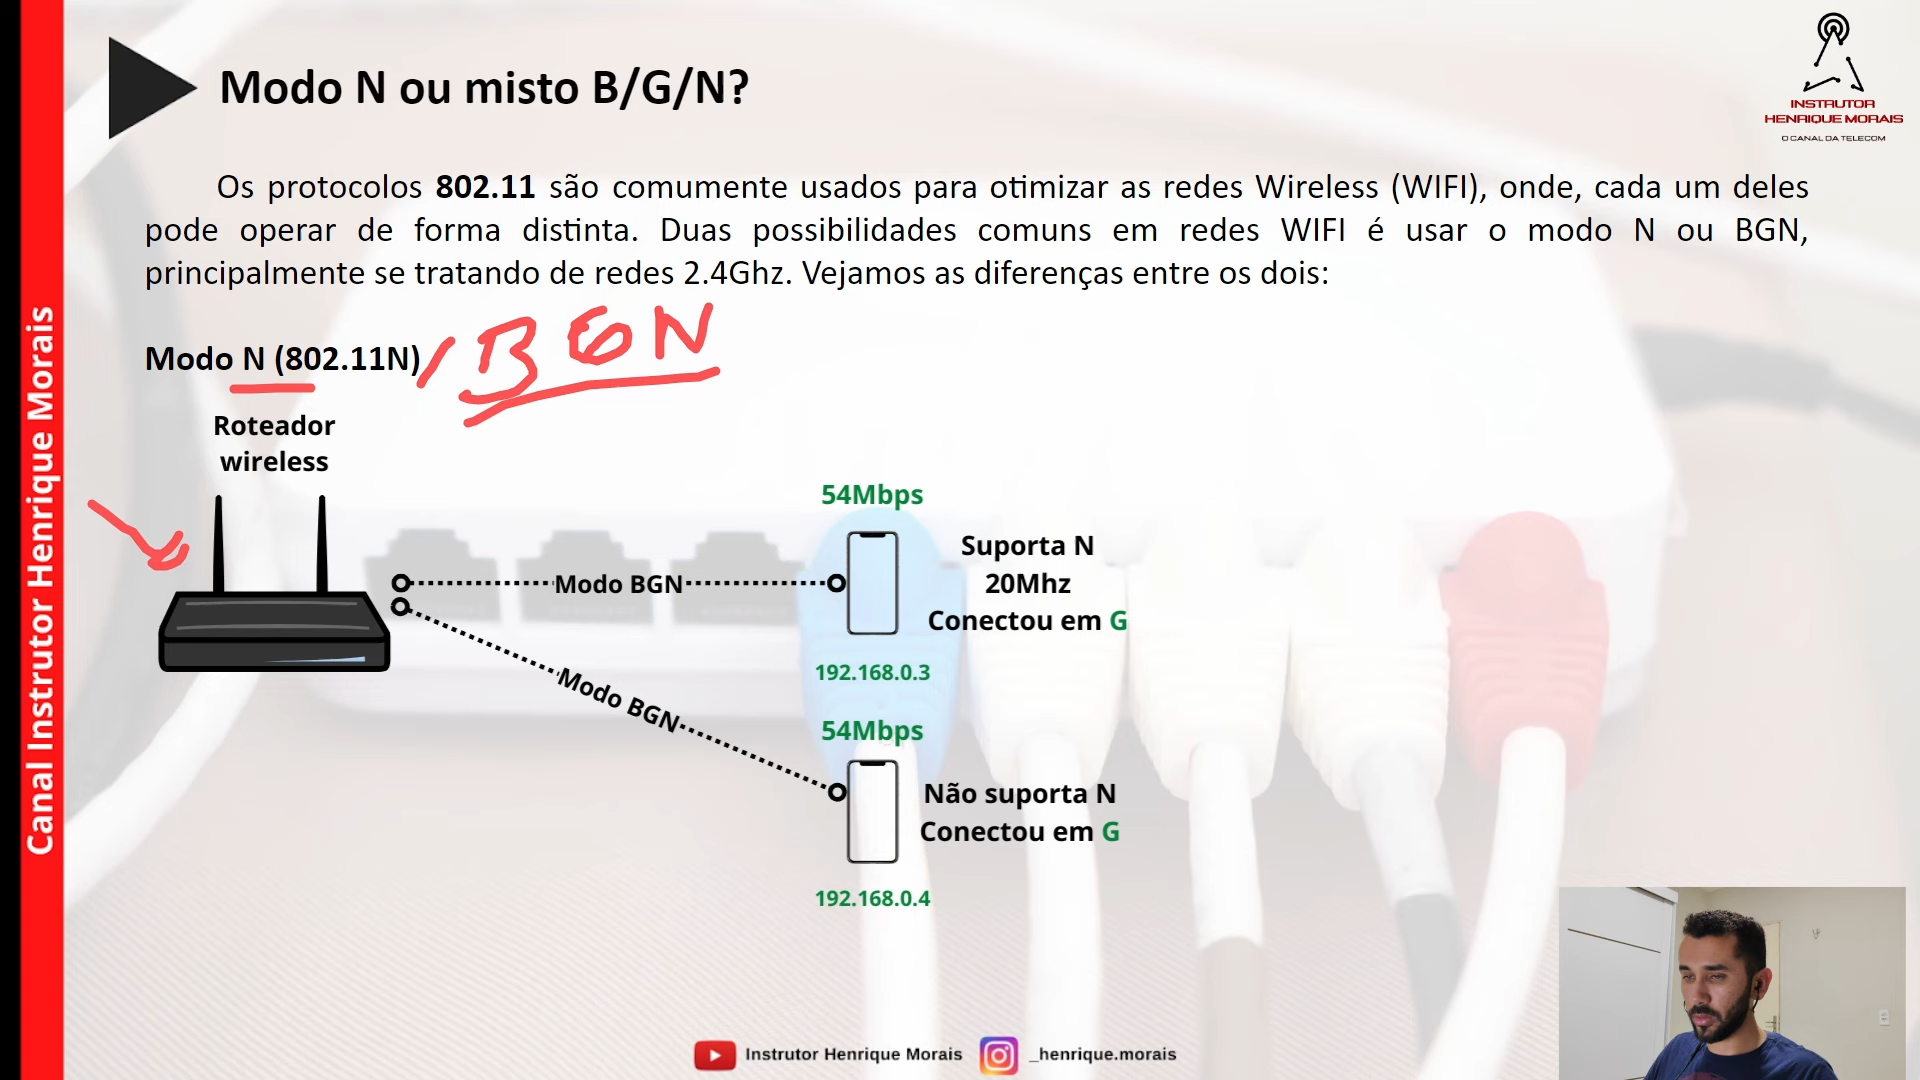 Modo N ou misto B/G/N?
INSTRUTOR
HENRIQUE MORAIS
O CANAL DA TELECOM
Os protocolos 802.11 são comumente usados para otimizar as redes Wireless (WIFI), onde, cada um deles
pode operar de forma distinta. Duas possibilidades comuns em redes WIFI é usar o modo N ou BGN,
principalmente se tratando de redes 2.4Ghz. Vejamos as diferenças entre os dois:
Modo N (802.11N) / BGN
Roteador
wireless
54Mbps
Modo BGN
Suporta N
20Mhz
Conectou em G
192.168.0.3
Modo BGN
54Mbps
Não suporta N
Conectou em G
192.168.0.4
Canal Instrutor Henrique Morais
Instrutor Henrique Morais
_henrique.morais